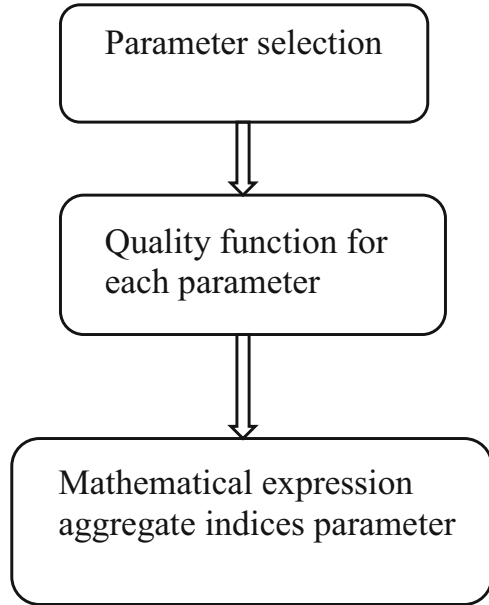 Parameter selection
Quality function for
each parameter
Mathematical expression
aggregate indices parameter